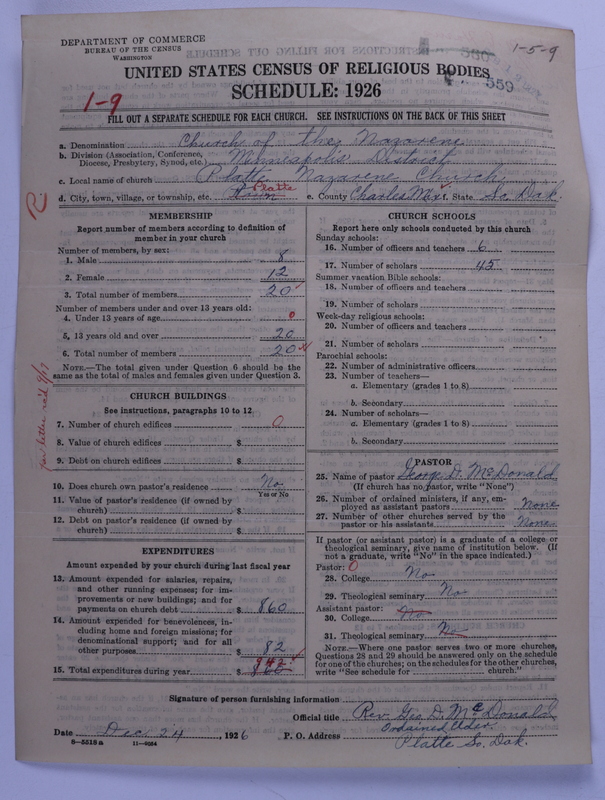 DEPARTMENT OF COMMERCE
BUREAU OF THE CENSUS
WASHINGTON
1-5-9
580
559
UNITED STATES CENSUS OF RELIGIOUS BODIES
SCHEDULE: 1926
1-9
FILL OUT A SEPARATE SCHEDULE FOR EACH CHURCH. SEE INSTRUCTIONS ON THE BACK OF THIS SHEET
a. Denomination Church of the Nazarene
b. Division (Association, Conference, Diocese, Presbytery, Synod, etc.) Minneapolis District
c. Local name of church Platte Nazarene Church
d. City, town, village, or township, etc. Town Platte e. County Charles Mix State So. Dak.
MEMBERSHIP
Report number of members according to definition of
member in your church
Number of members, by sex:
1. Male 8
2. Female 12
3. Total number of members 20
Number of members under and over 13 years old:
4. Under 13 years of age 0
5. 13 years old and over 20
6. Total number of members 20
NOTE.—The total given under Question 6 should be the
same as the total of males and females given under Question 3.
CHURCH BUILDINGS
See instructions, paragraphs 10 to 12
7. Number of church edifices 0
8. Value of church edifices $
9. Debt on church edifices $
10. Does church own pastor's residence No
Yes or No
11. Value of pastor's residence (if owned by
church) $
12. Debt on pastor's residence (if owned by
church) $
EXPENDITURES
Amount expended by your church during last fiscal year
13. Amount expended for salaries, repairs,
and other running expenses; for im-
provements or new buildings; and for
payments on church debt $ 860
14. Amount expended for benevolences, in-
cluding home and foreign missions; for
denominational support; and for all
other purposes $ 82
942
15. Total expenditures during year $
CHURCH SCHOOLS
Report here only schools conducted by this church
Sunday schools:
16. Number of officers and teachers 6
17. Number of scholars 45
Summer vacation Bible schools:
18. Number of officers and teachers
19. Number of scholars
Week-day religious schools:
20. Number of officers and teachers
21. Number of scholars
Parochial schools:
22. Number of administrative officers
23. Number of teachers—
a. Elementary (grades 1 to 8)
b. Secondary
24. Number of scholars—
a. Elementary (grades 1 to 8)
b. Secondary
PASTOR
25. Name of pastor George D. McDonald
(If church has no pastor, write "None")
26. Number of ordained ministers, if any, em-
ployed as assistant pastors None
27. Number of other churches served by the
pastor or his assistants None
If pastor (or assistant pastor) is a graduate of a college or
theological seminary, give name of institution below. (If
not a graduate, write "No" in the space indicated.)
Pastor: 0
28. College No
29. Theological seminary No
Assistant pastor:
30. College No
31. Theological seminary No
NOTE.—Where one pastor serves two or more churches,
Questions 28 and 29 should be answered only on the schedule
for one of the churches; on the schedules for the other churches,
write "See schedule for church."
Signature of person furnishing information
Official title Rev. Geo D. McDonald
Ordained Elder.
Date Dec. 24, 1926 P. O. Address Platte So. Dak.
8—5518a 11—9234